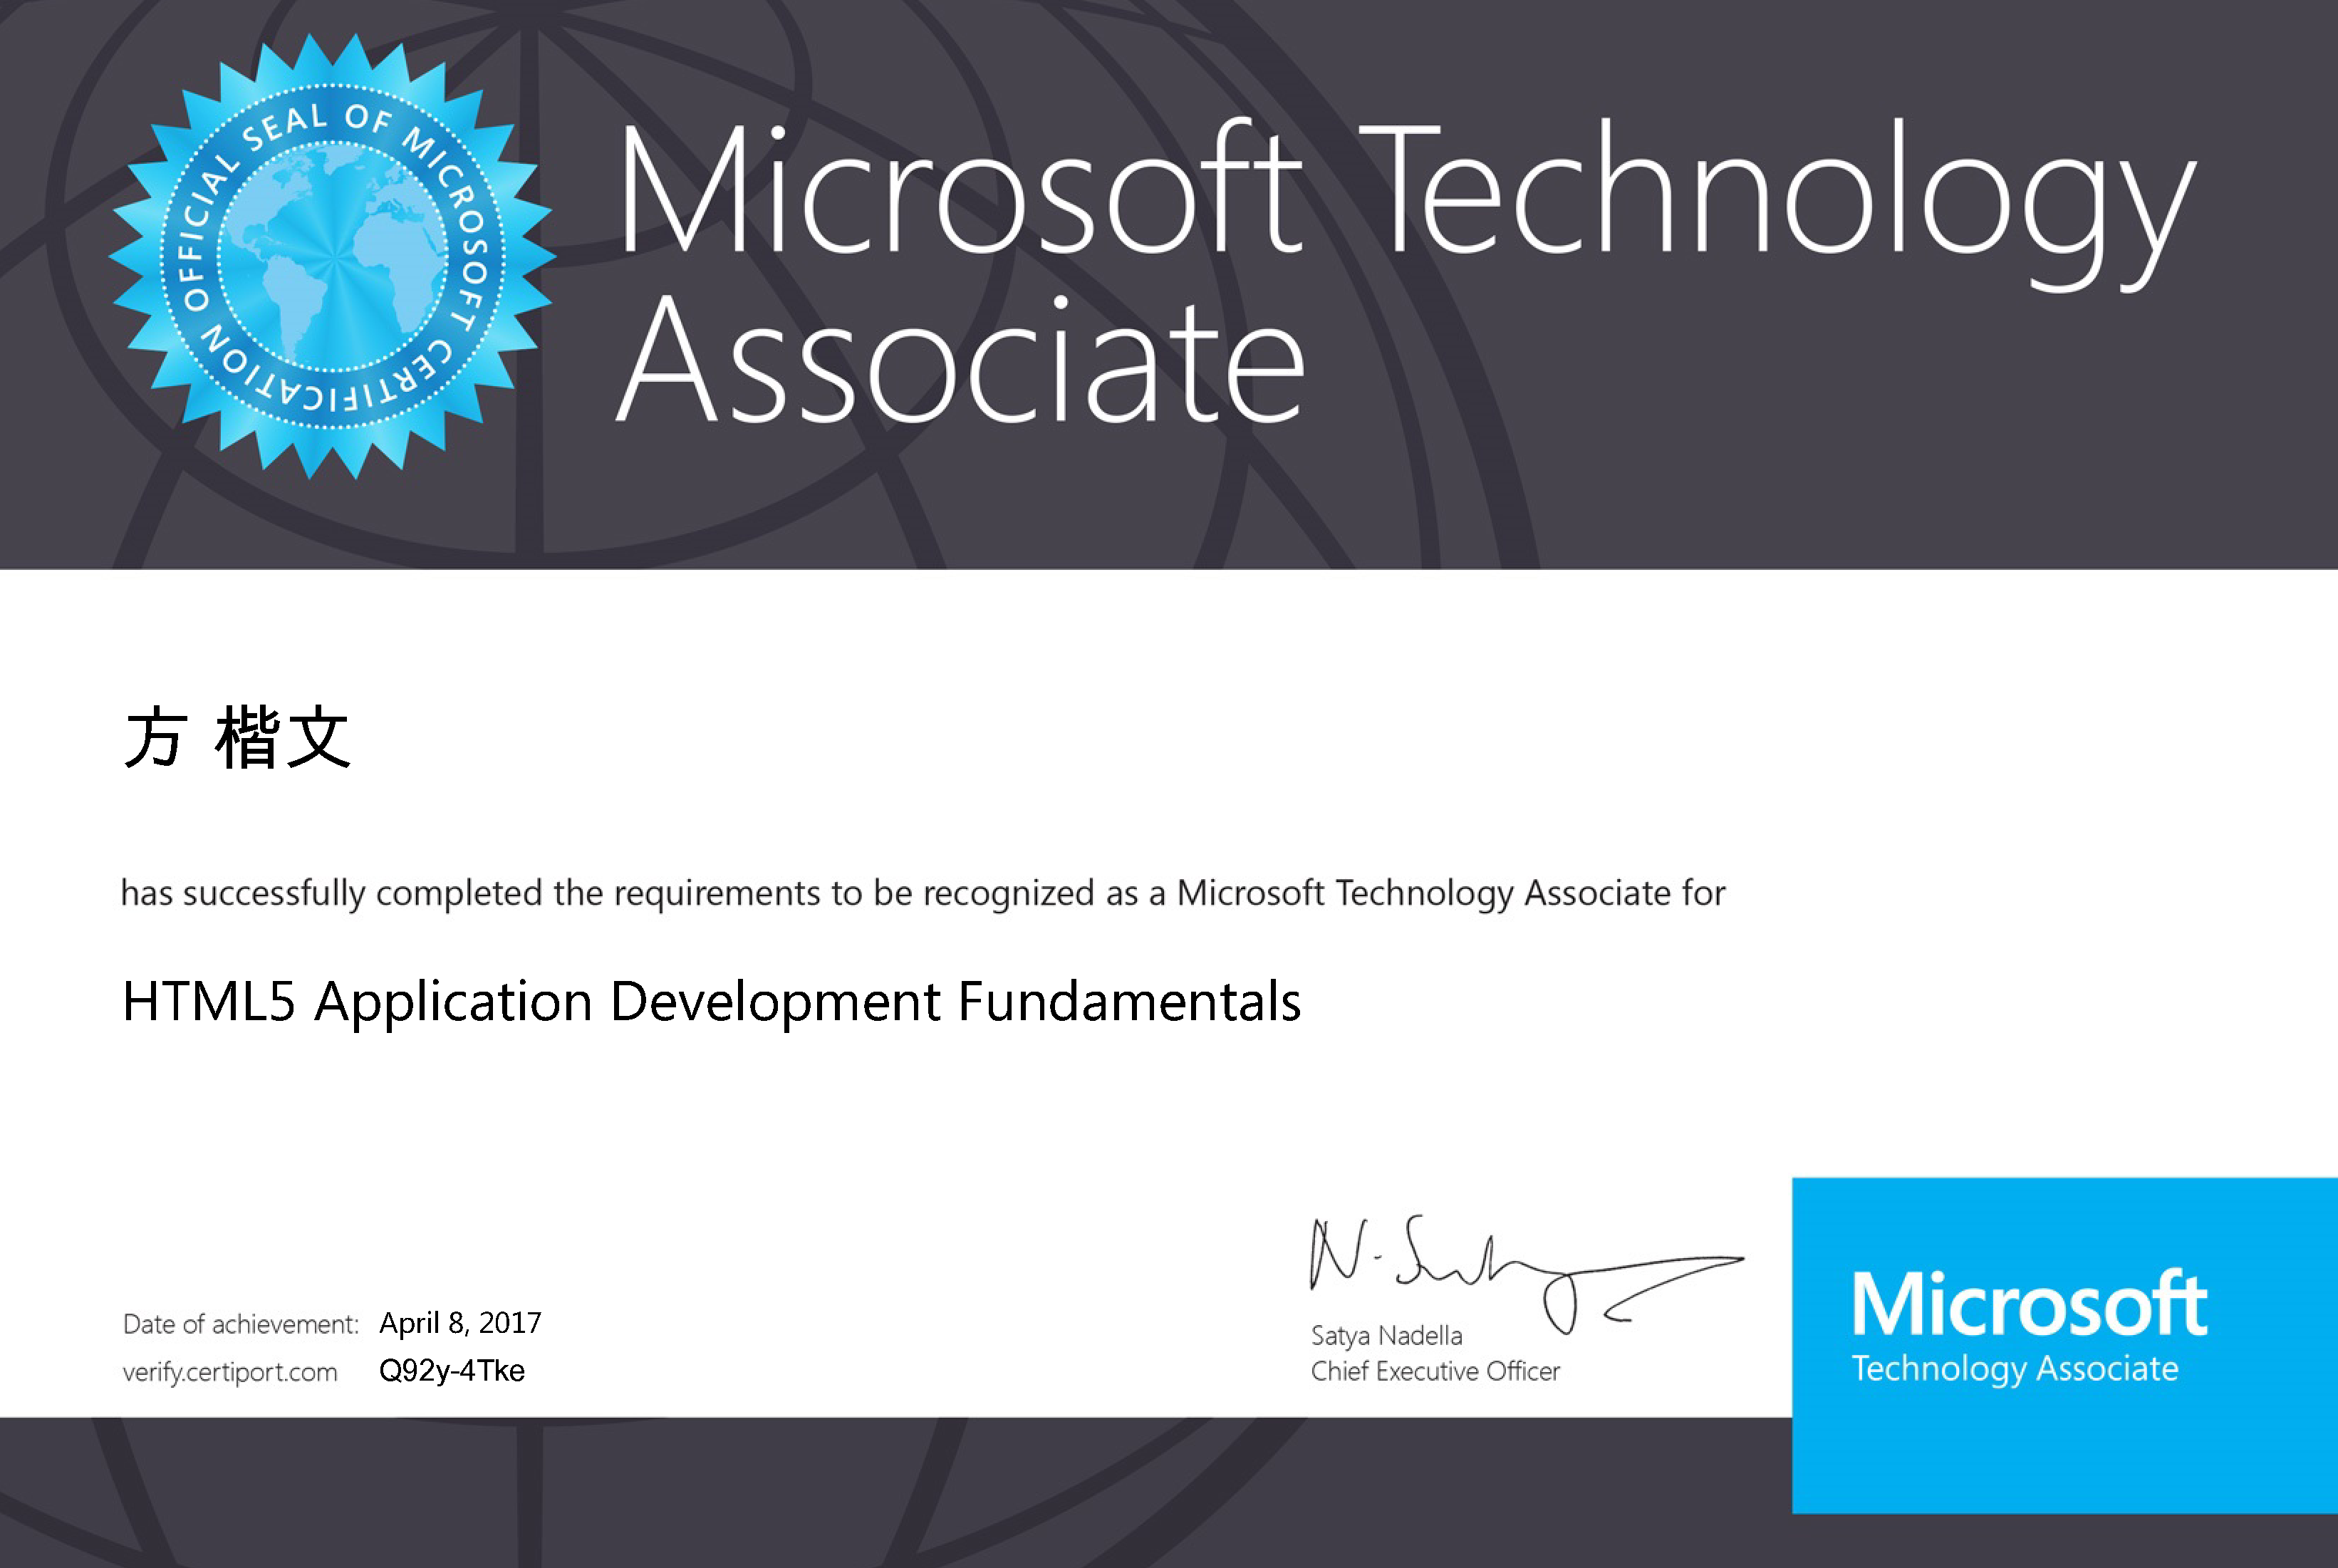 OFFICIAL SEAL OF MICROSOFT CERTIFICATION
Microsoft Technology
Associate
方 楷文
has successfully completed the requirements to be recognized as a Microsoft Technology Associate for
HTML5 Application Development Fundamentals
Date of achievement: April 8, 2017
verify.certiport.com Q92y-4Tke
Satya Nadella
Chief Executive Officer
Microsoft
Technology Associate